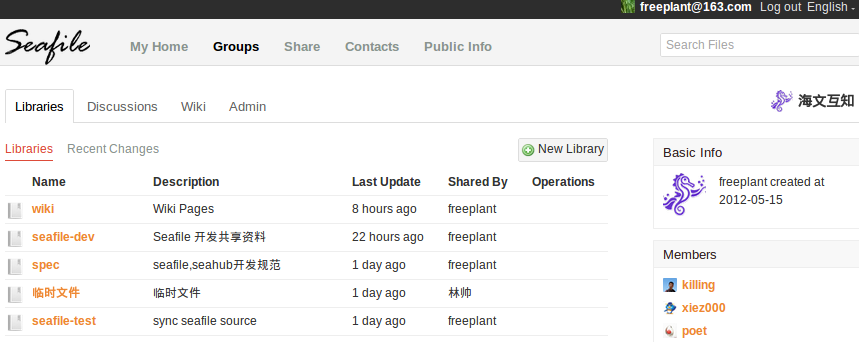 freeplant@163.com Log out English -
Seafile My Home Groups Share Contacts Public Info Search Files
Libraries Discussions Wiki Admin 海文互知
Libraries Recent Changes New Library
Name Description Last Update Shared By Operations
wiki Wiki Pages 8 hours ago freeplant
seafile-dev Seafile 开发共享资料 22 hours ago freeplant
spec seafile,seahub开发规范 1 day ago freeplant
临时文件 临时文件 1 day ago 林帅
seafile-test sync seafile source 1 day ago freeplant
Basic Info
freeplant created at
2012-05-15
Members
killing
xiez000
poet